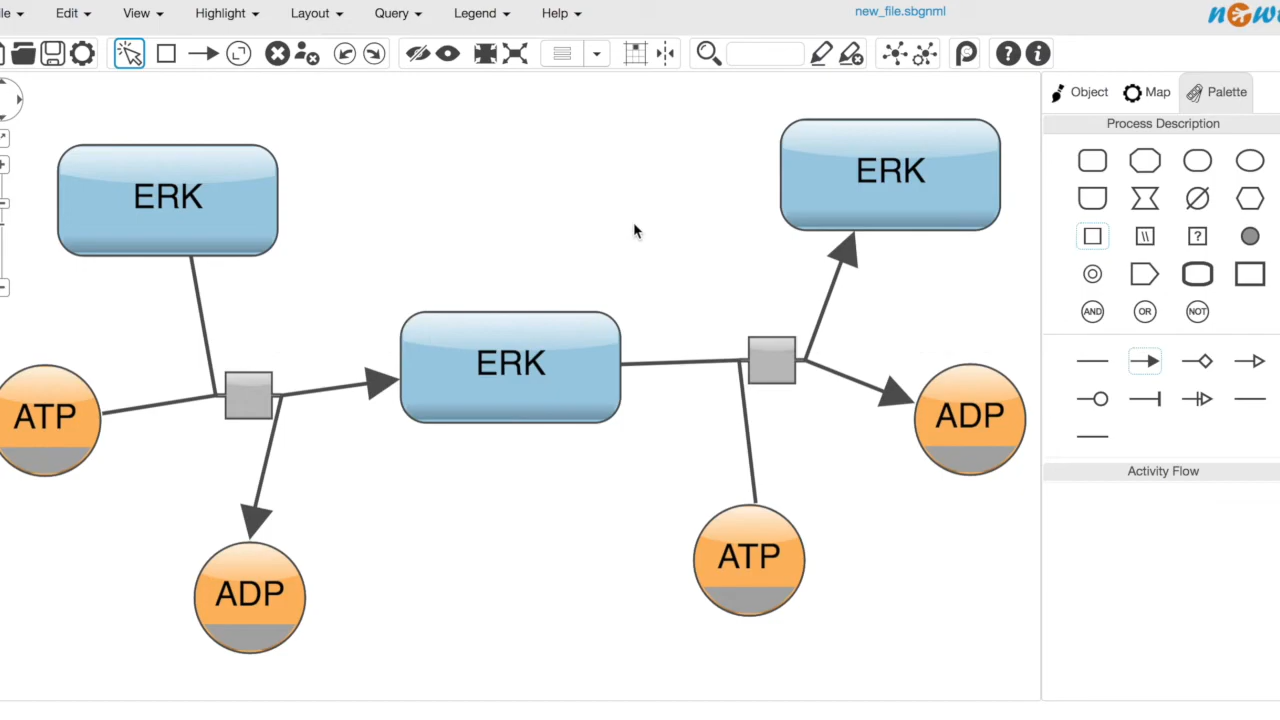 le Edit View Highlight Layout Query Legend Help new_file.sbgnml
Object Map Palette
Process Description
ERK
ERK
\\ ?
AND OR NOT
ERK
ATP
ADP
Activity Flow
ATP
ADP